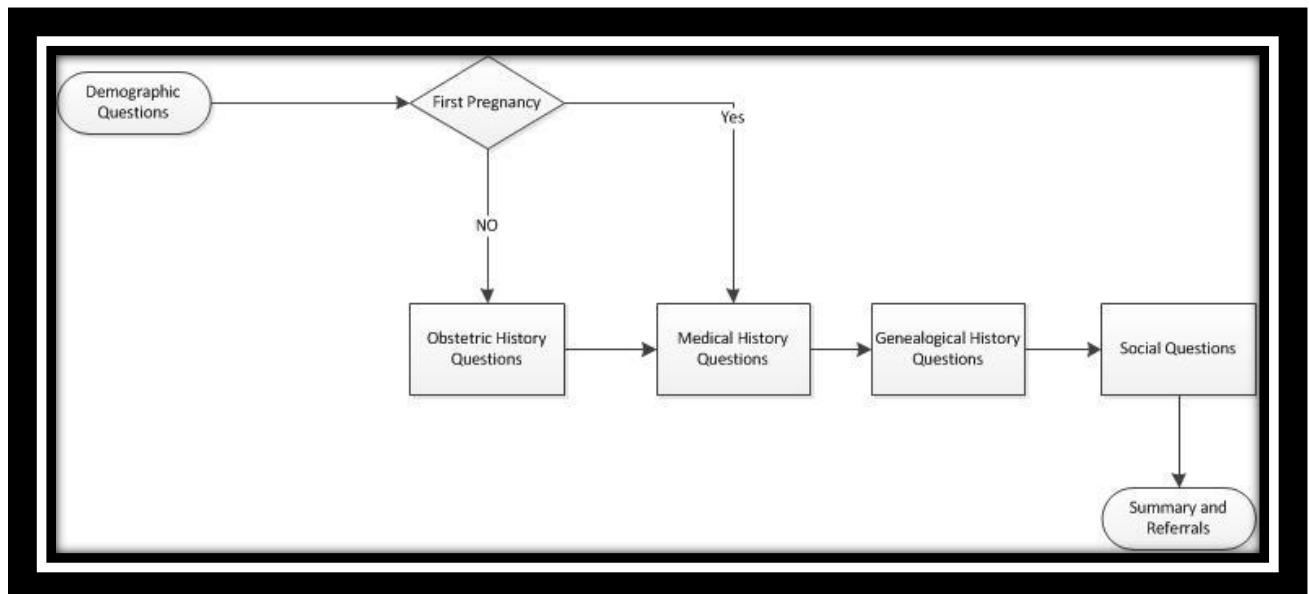 Demographic
Questions
First Pregnancy
Yes
NO
Obstetric History
Questions
Medical History
Questions
Genealogical History
Questions
Social Questions
Summary and
Referrals